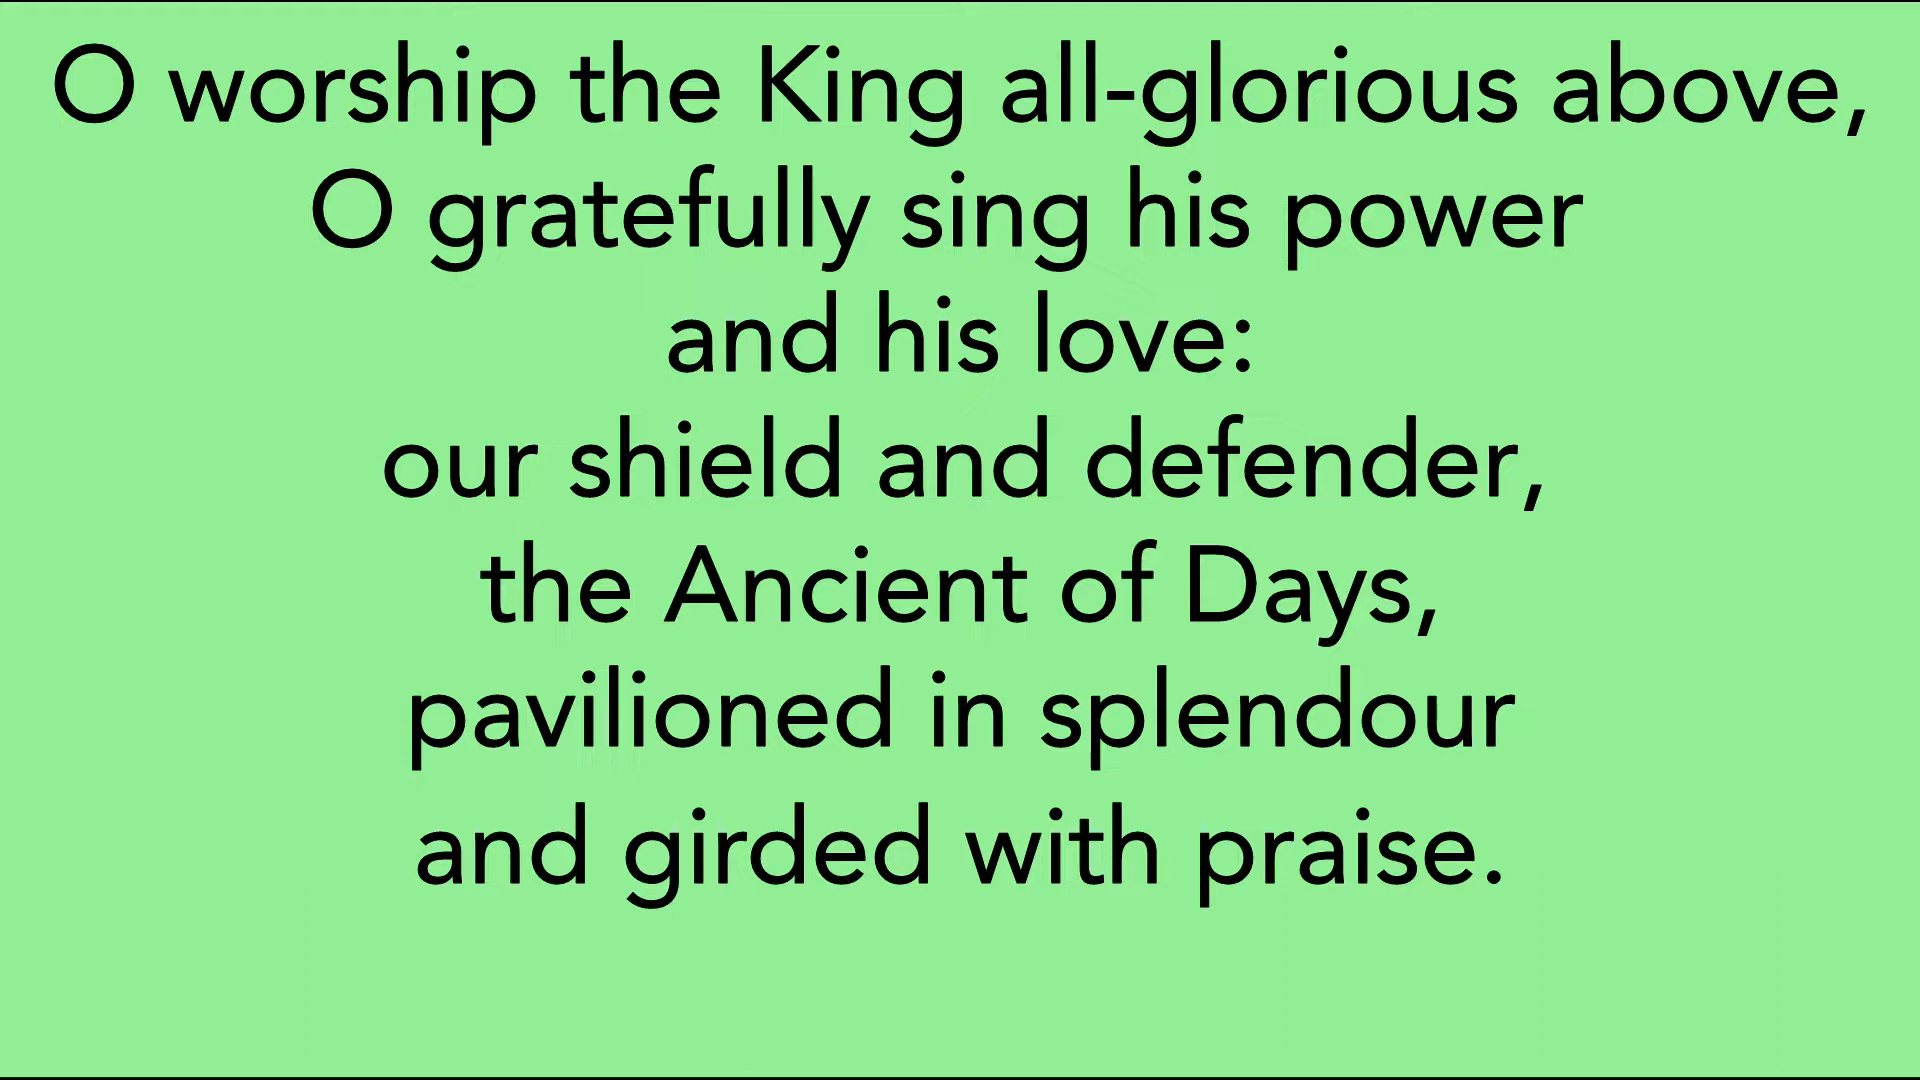 O worship the King all-glorious above,
O gratefully sing his power
and his love:
our shield and defender,
the Ancient of Days,
pavilioned in splendour
and girded with praise.